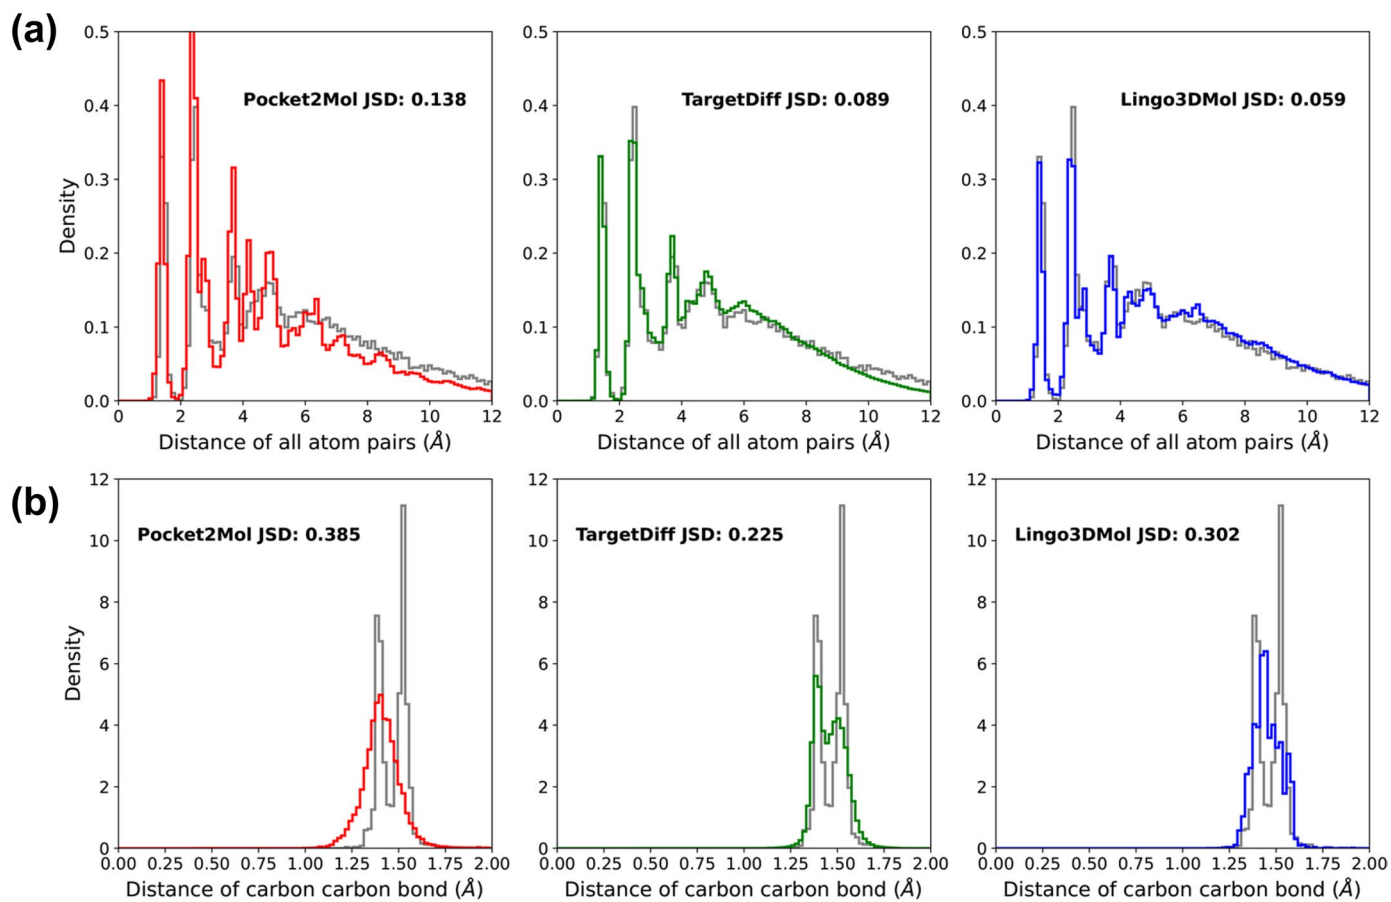 (a)
0.5
0.4
0.3
0.2
0.1
0.0
Density
Pocket2Mol JSD: 0.138
0 2 4 6 8 10 12
Distance of all atom pairs (Å)
0.5
0.4
0.3
0.2
0.1
0.0
TargetDiff JSD: 0.089
0 2 4 6 8 10 12
Distance of all atom pairs (Å)
0.5
0.4
0.3
0.2
0.1
0.0
Lingo3DMol JSD: 0.059
0 2 4 6 8 10 12
Distance of all atom pairs (Å)
(b)
12
10
8
6
4
2
0
Density
Pocket2Mol JSD: 0.385
0.00 0.25 0.50 0.75 1.00 1.25 1.50 1.75 2.00
Distance of carbon carbon bond (Å)
12
10
8
6
4
2
0
TargetDiff JSD: 0.225
0.00 0.25 0.50 0.75 1.00 1.25 1.50 1.75 2.00
Distance of carbon carbon bond (Å)
12
10
8
6
4
2
0
Lingo3DMol JSD: 0.302
0.00 0.25 0.50 0.75 1.00 1.25 1.50 1.75 2.00
Distance of carbon carbon bond (Å)